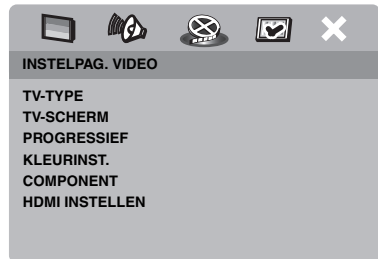 INSTELPAG. VIDEO
TV-TYPE
TV-SCHERM
PROGRESSIEF
KLEURINST.
COMPONENT
HDMI INSTELLEN